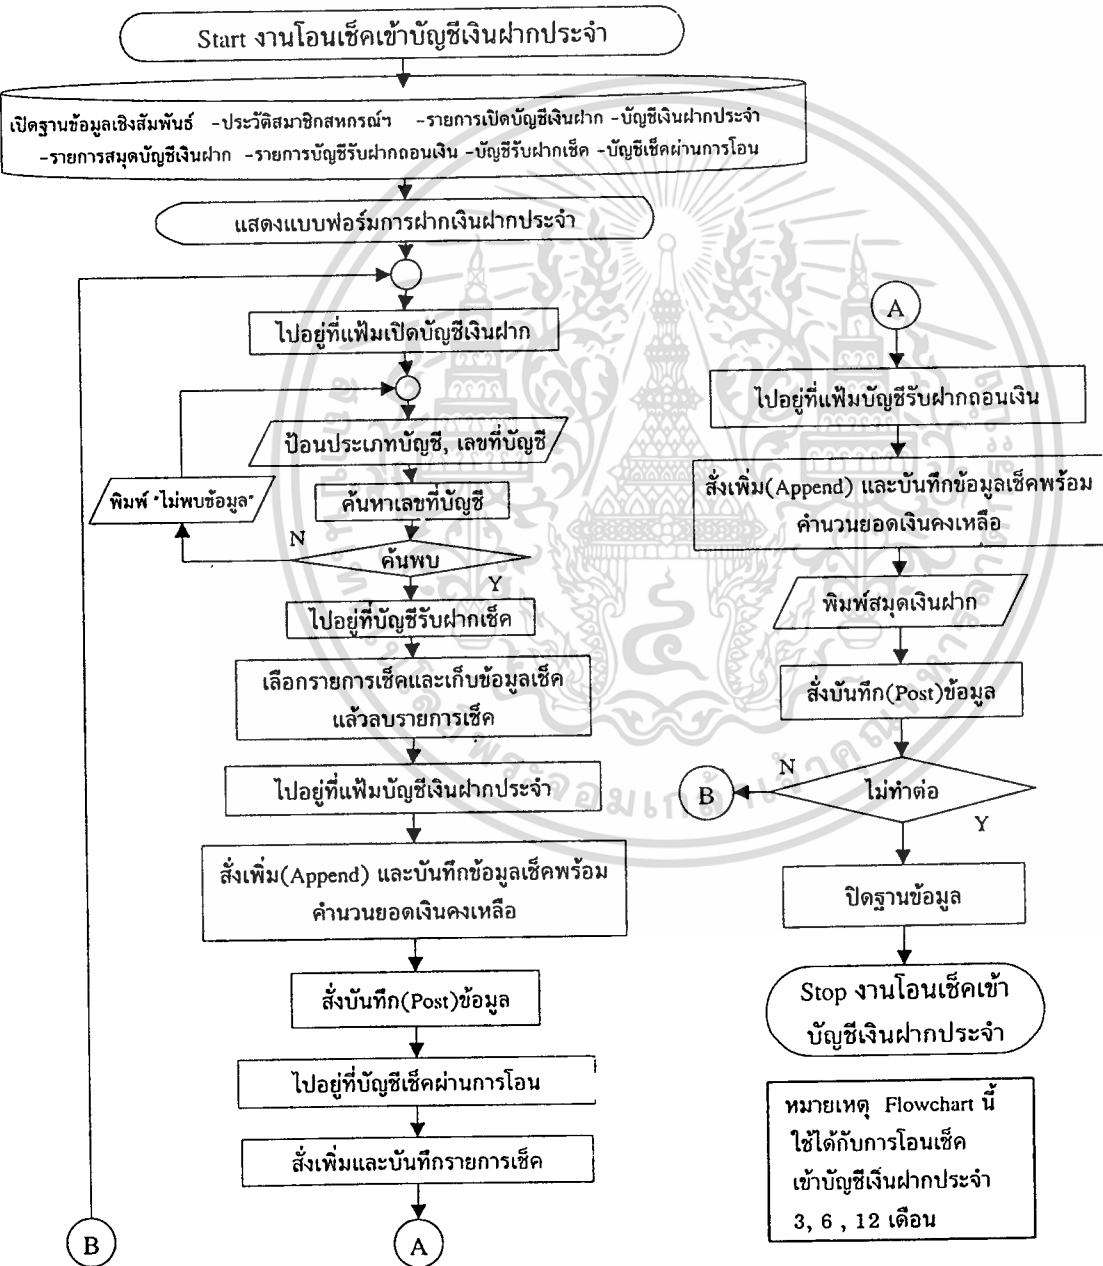 Start งานโอนเช็คเข้าบัญชีเงินฝากประจำ
เปิดฐานข้อมูลเชิงสัมพันธ์ -ประวัติสมาชิกสหกรณ์ฯ -รายการเปิดบัญชีเงินฝาก -บัญชีเงินฝากประจำ
-รายการสมุดบัญชีเงินฝาก -รายการบัญชีรับฝากถอนเงิน -บัญชีรับฝากเช็ค -บัญชีเช็คผ่านการโอน
แสดงแบบฟอร์มการฝากเงินฝากประจำ
ไปอยู่ที่แฟ้มเปิดบัญชีเงินฝาก
ป้อนประเภทบัญชี, เลขที่บัญชี
พิมพ์ "ไม่พบข้อมูล"
ค้นหาเลขที่บัญชี
N
ค้นพบ
Y
ไปอยู่ที่บัญชีรับฝากเช็ค
เลือกรายการเช็คและเก็บข้อมูลเช็ค
แล้วลบรายการเช็ค
ไปอยู่ที่แฟ้มบัญชีเงินฝากประจำ
สั่งเพิ่ม(Append) และบันทึกข้อมูลเช็คพร้อม
คำนวนยอดเงินคงเหลือ
สั่งบันทึก(Post)ข้อมูล
ไปอยู่ที่บัญชีเช็คผ่านการโอน
สั่งเพิ่มและบันทึกรายการเช็ค
B
A
A
ไปอยู่ที่แฟ้มบัญชีรับฝากถอนเงิน
สั่งเพิ่ม(Append) และบันทึกข้อมูลเช็คพร้อม
คำนวนยอดเงินคงเหลือ
พิมพ์สมุดเงินฝาก
สั่งบันทึก(Post)ข้อมูล
N
B
ไม่ทำต่อ
Y
ปิดฐานข้อมูล
Stop งานโอนเช็คเข้า
บัญชีเงินฝากประจำ
หมายเหตุ Flowchart นี้
ใช้ได้กับการโอนเช็ค
เข้าบัญชีเงินฝากประจำ
3, 6 , 12 เดือน